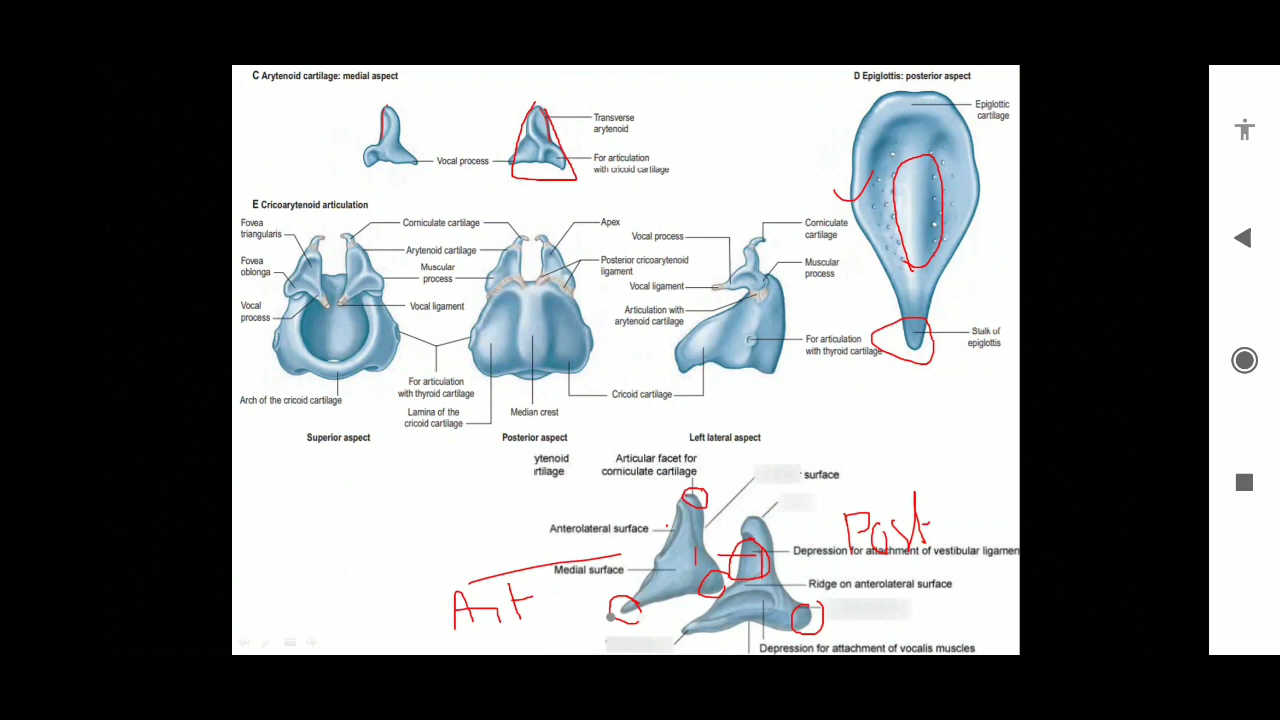 C Arytenoid cartilage: medial aspect
D Epiglottis: posterior aspect
Epiglottic
cartilage
Transverse
arytenoid
Vocal process
For articulation
with cricoid cartilage
E Cricoarytenoid articulation
Fovea
triangularis
Corniculate cartilage
Apex
Corniculate
cartilage
Vocal process
Fovea
oblonga
Arytenoid cartilage
Muscular
process
Posterior cricoarytenoid
ligament
Muscular
process
Vocal ligament
Vocal
process
Vocal ligament
Articulation with
arytenoid cartilage
Stalk of
epiglottis
For articulation
with thyroid cartilage
For articulation
with thyroid cartilage
Arch of the cricoid cartilage
Lamina of the
cricoid cartilage
Median crest
Cricoid cartilage
Superior aspect
Posterior aspect
Left lateral aspect
ytenoid
rtilage
Articular facet for
corniculate cartilage
surface
Anterolateral surface
Post
Depression for attachment of vestibular ligamen
Medial surface
Ridge on anterolateral surface
Ant
Depression for attachment of vocalis muscles